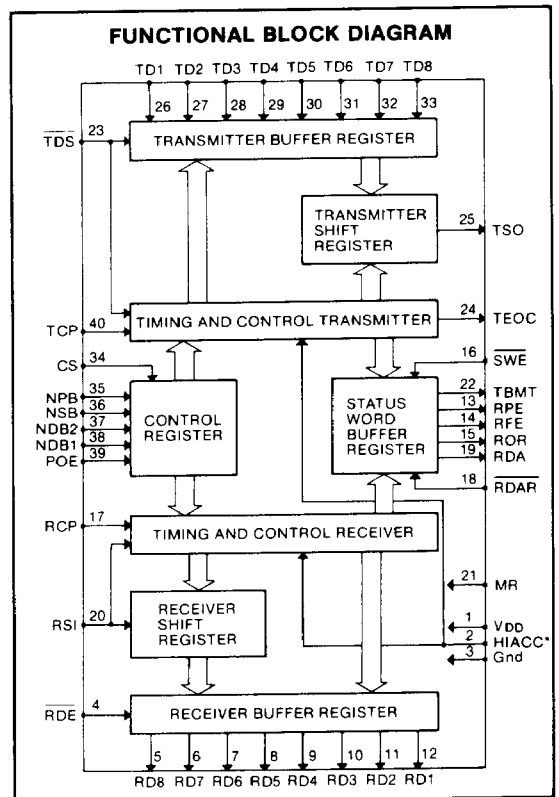 FUNCTIONAL BLOCK DIAGRAM
TD1 TD2 TD3 TD4 TD5 TD6 TD7 TD8
26 27 28 29 30 31 32 33
TDS 23
TRANSMITTER BUFFER REGISTER
TRANSMITTER
SHIFT
REGISTER
25 TSO
TCP 40
TIMING AND CONTROL TRANSMITTER
24 TEOC
CS 34
16 SWE
NPB 35
NSB 36
NDB2 37
NDB1 38
POE 39
CONTROL
REGISTER
STATUS
WORD
BUFFER
REGISTER
22 TBMT
13 RPE
14 RFE
15 ROR
19 RDA
18 RDAR
RCP 17
TIMING AND CONTROL RECEIVER
21 MR
RSI 20
RECEIVER
SHIFT
REGISTER
1 VDD
2 HIACC*
3 Gnd
RDE 4
RECEIVER BUFFER REGISTER
5 6 7 8 9 10 11 12
RD8 RD7 RD6 RD5 RD4 RD3 RD2 RD1